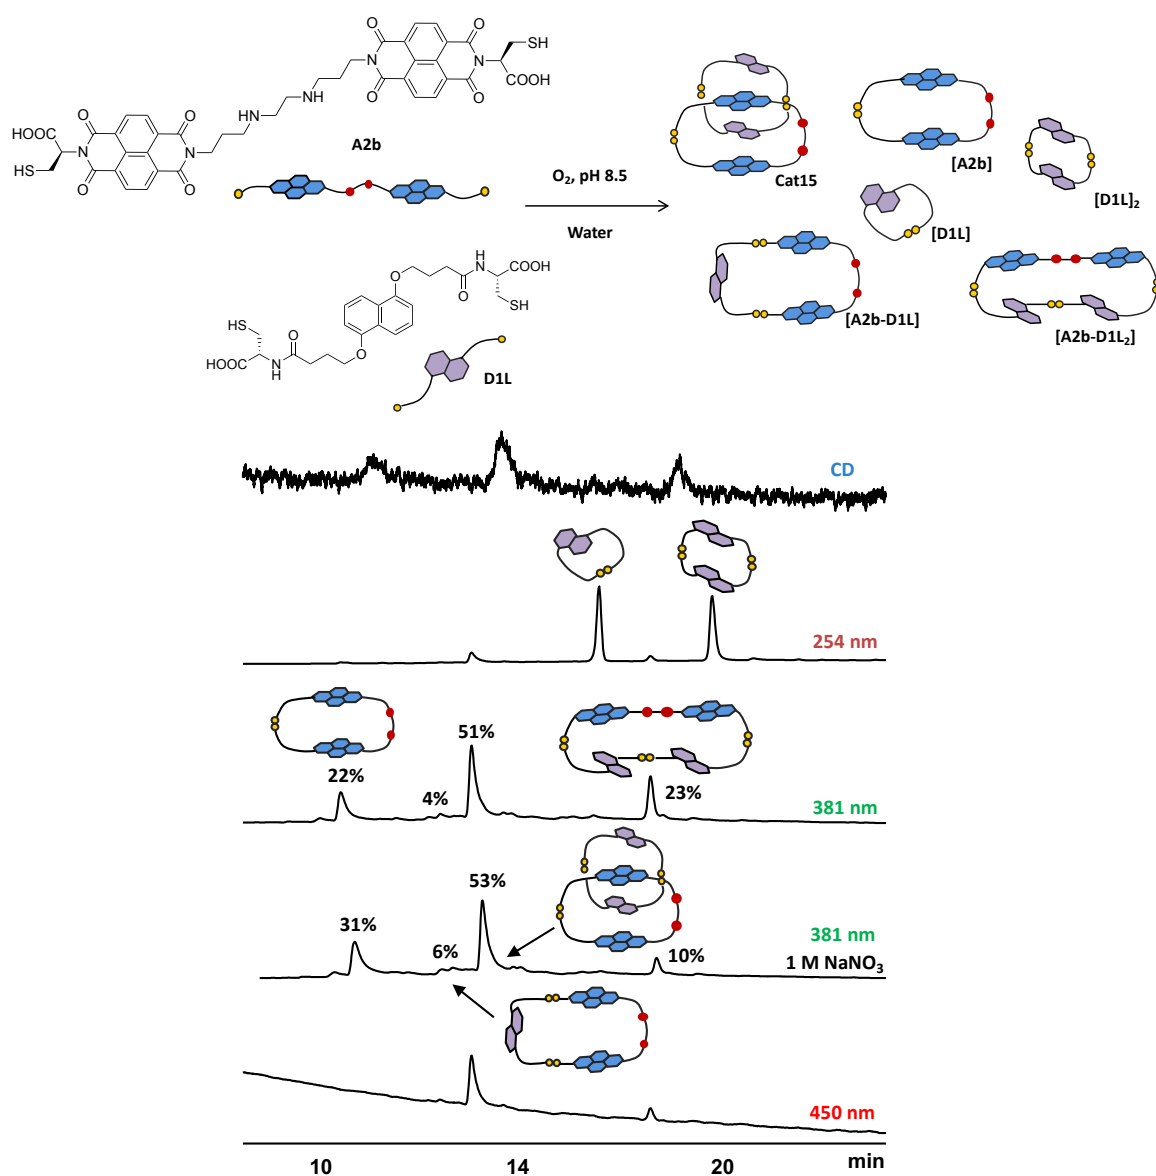 O
O
O
O
N
N
SH
COOH
NH
HN
HOOC
HS
N
N
O
O
O
O
A2b
O₂, pH 8.5
Water
Cat15
[A2b]
[D1L]₂
[D1L]
[A2b-D1L]
[A2b-D1L₂]
O
H
N
COOH
O
SH
HS
O
HOOC
N
H
O
D1L
CD
254 nm
22%
4%
51%
23%
381 nm
31%
6%
53%
10%
381 nm
1 M NaNO₃
450 nm
10
14
20
min